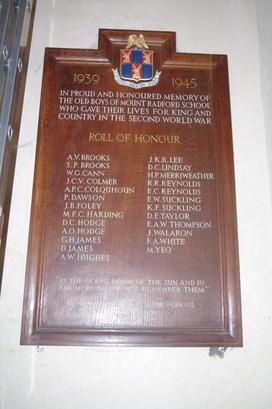 1939 1945
IN PROUD AND HONOURED MEMORY OF
THE OLD BOYS OF MOUNT RADFORD SCHOOL
WHO GAVE THEIR LIVES FOR KING AND
COUNTRY IN THE SECOND WORLD WAR
ROLL OF HONOUR
A.V. BROOKS
S.P. BROOKS
W.G. CANN
J.C.V. COLMER
A.P.C. COLQUHOUN
P. DAWSON
J.B. FOLEY
M.F.C. HARDING
D.C. HODGE
A.O. HODGE
G.H. JAMES
D. JAMES
A.W. HUGHES
J.K.B. LEE
D.C. LINDSAY
H.P. MERRIWEATHER
R.R. REYNOLDS
E.C. REYNOLDS
E.W. SUCKLING
K.F. SUCKLING
D.E. TAYLOR
E.A.W. THOMPSON
J. WALARON
F.A. WHITE
M. YEO
"AT THE GOING DOWN OF THE SUN AND IN
THE MORNING WE REMEMBER THEM"
SCHOOL